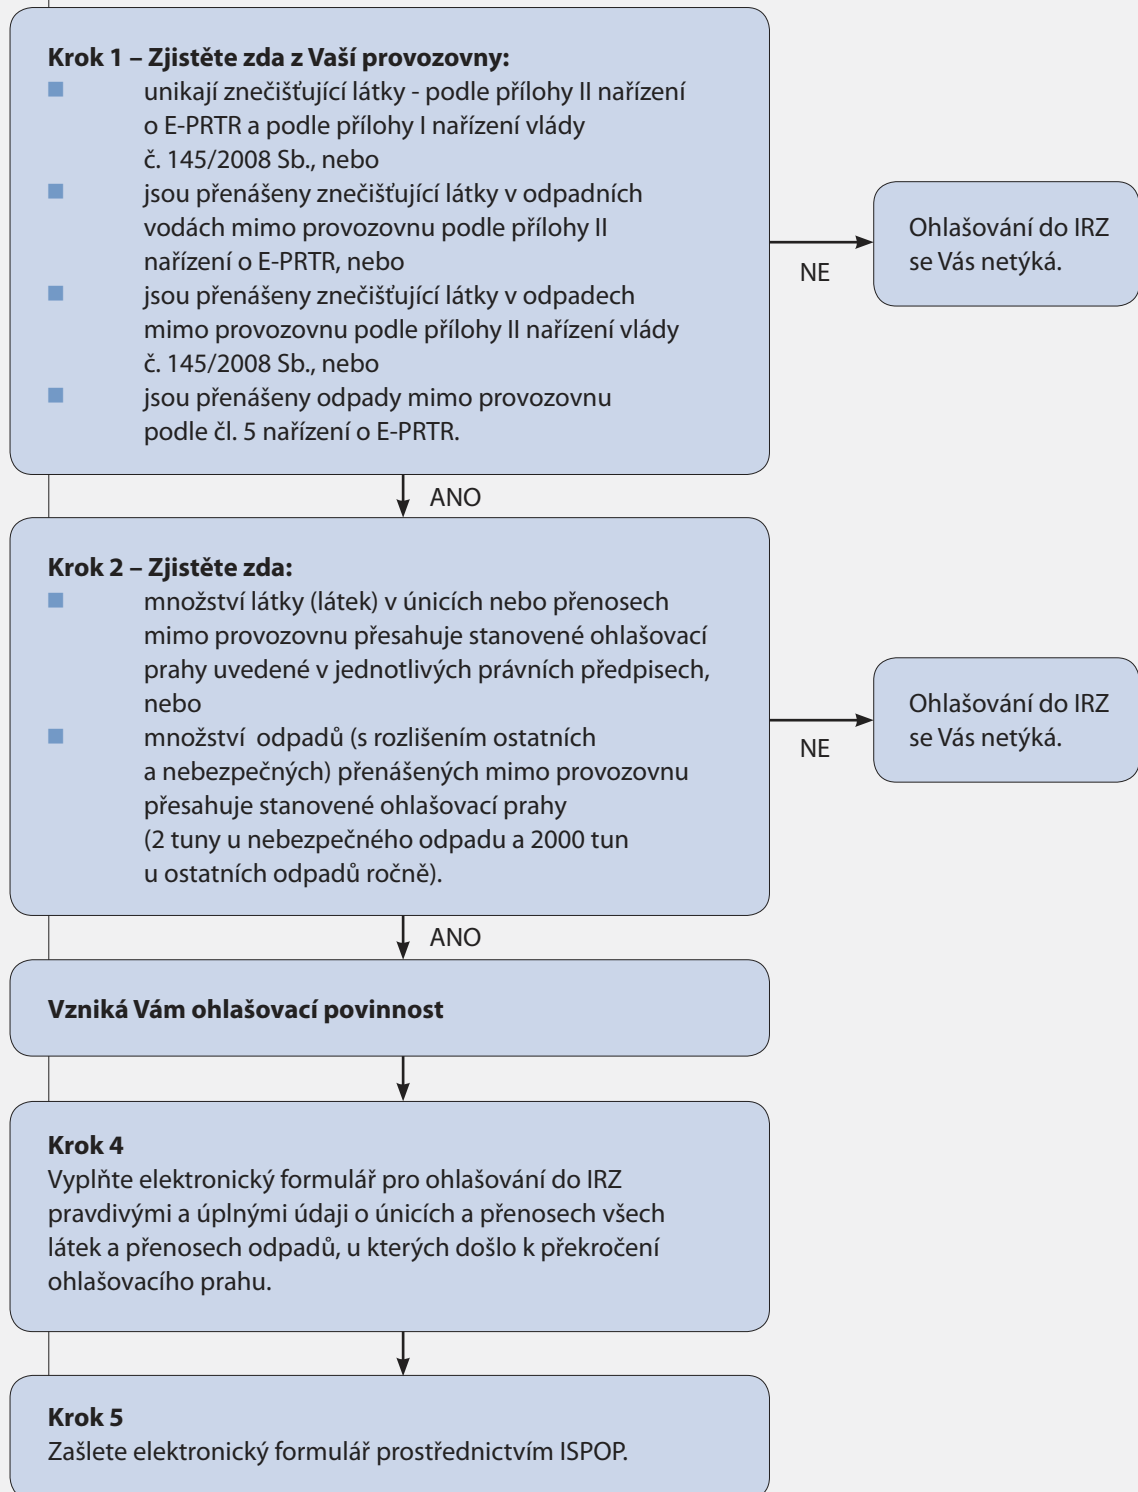 Krok 1 – Zjistěte zda z Vaší provozovny:
unikají znečišťující látky - podle přílohy II nařízení
o E-PRTR a podle přílohy I nařízení vlády
č. 145/2008 Sb., nebo
jsou přenášeny znečišťující látky v odpadních
vodách mimo provozovnu podle přílohy II
nařízení o E-PRTR, nebo
jsou přenášeny znečišťující látky v odpadech
mimo provozovnu podle přílohy II nařízení vlády
č. 145/2008 Sb., nebo
jsou přenášeny odpady mimo provozovnu
podle čl. 5 nařízení o E-PRTR.
NE
Ohlašování do IRZ
se Vás netýká.
ANO
Krok 2 – Zjistěte zda:
množství látky (látek) v únicích nebo přenosech
mimo provozovnu přesahuje stanovené ohlašovací
prahy uvedené v jednotlivých právních předpisech,
nebo
množství odpadů (s rozlišením ostatních
a nebezpečných) přenášených mimo provozovnu
přesahuje stanovené ohlašovací prahy
(2 tuny u nebezpečného odpadu a 2000 tun
u ostatních odpadů ročně).
NE
Ohlašování do IRZ
se Vás netýká.
ANO
Vzniká Vám ohlašovací povinnost
Krok 4
Vyplňte elektronický formulář pro ohlašování do IRZ
pravdivými a úplnými údaji o únicích a přenosech všech
látek a přenosech odpadů, u kterých došlo k překročení
ohlašovacího prahu.
Krok 5
Zašlete elektronický formulář prostřednictvím ISPOP.